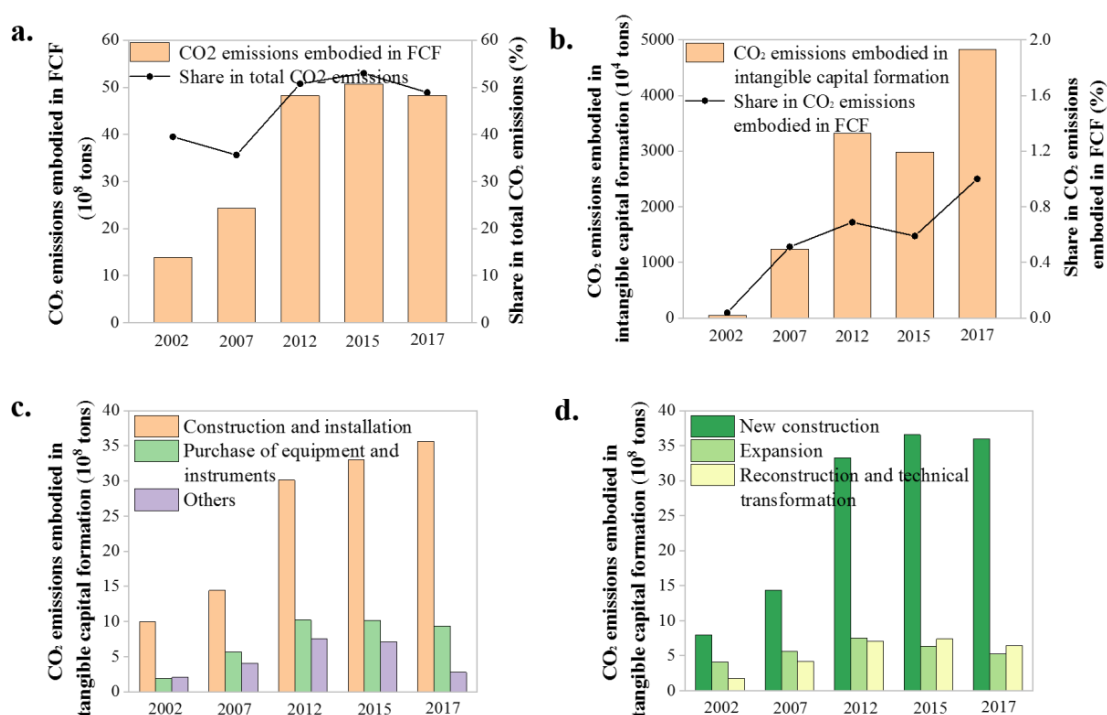 a.
CO₂ emissions embodied in FCF
(10⁸ tons)
60
50
40
30
20
10
0
CO2 emissions embodied in FCF
Share in total CO2 emissions
60
50
40
30
20
10
0
Share in total CO₂ emissions (%)
2002 2007 2012 2015 2017
b.
CO₂ emissions embodied in
intangible capital formation (10⁴ tons)
5000
4000
3000
2000
1000
0
CO₂ emissions embodied in
intangible capital formation
Share in CO₂ emissions
embodied in FCF
2.0
1.6
1.2
0.8
0.4
0.0
Share in CO₂ emissions
embodied in FCF (%)
2002 2007 2012 2015 2017
c.
CO₂ emissions embodied in
tangible capital formation (10⁸ tons)
40
35
30
25
20
15
10
5
0
Construction and installation
Purchase of equipment and
instruments
Others
2002 2007 2012 2015 2017
d.
CO₂ emissions embodied in
tangible capital formation (10⁸ tons)
40
35
30
25
20
15
10
5
0
New construction
Expansion
Reconstruction and technical
transformation
2002 2007 2012 2015 2017